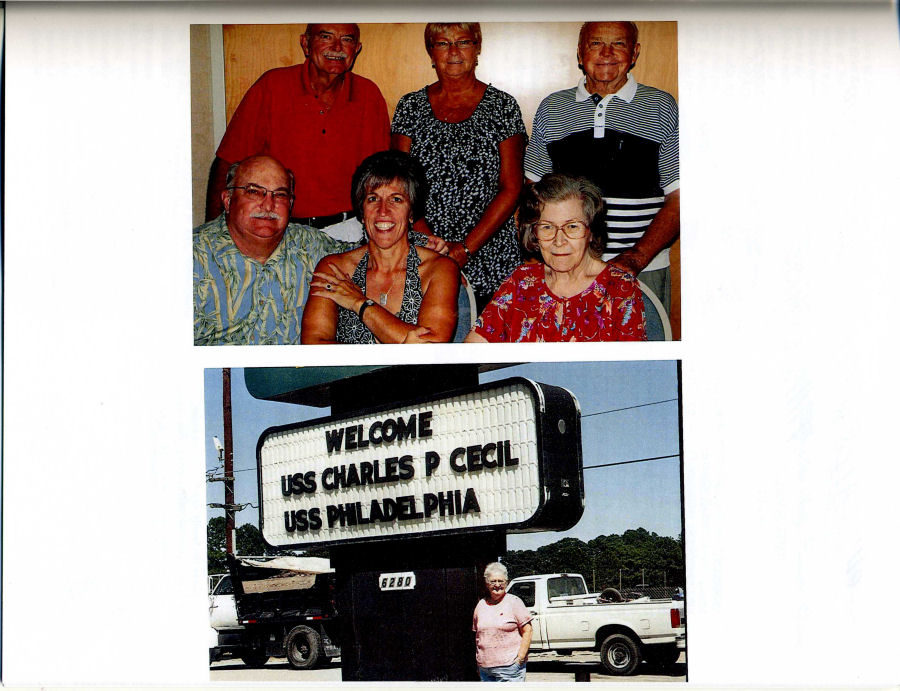 WELCOME
USS CHARLES P CECIL
USS PHILADELPHIA
6280